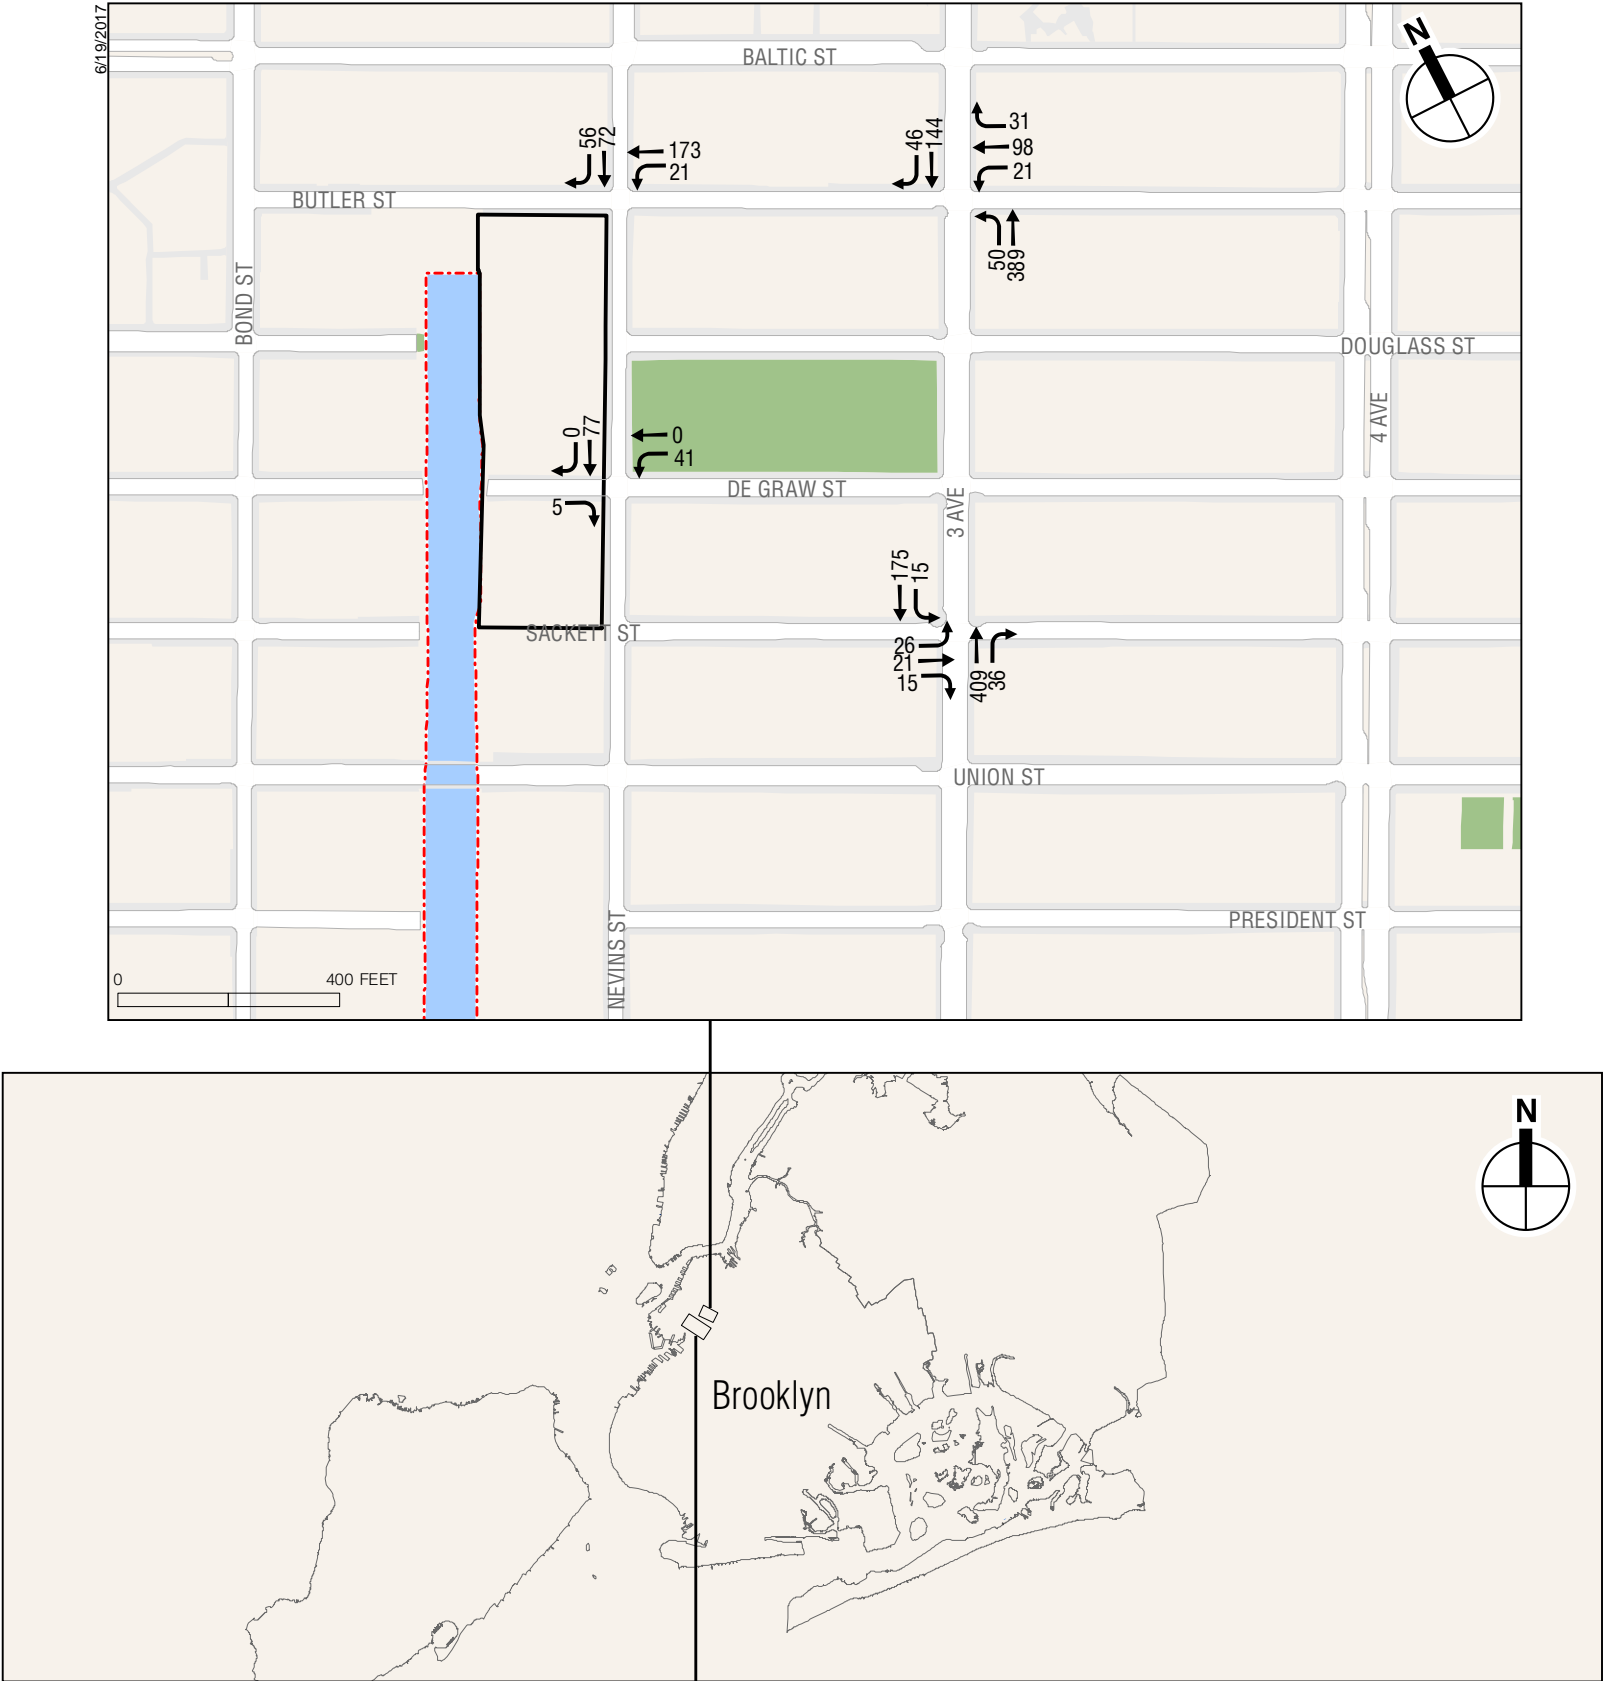 6/19/2017
N
BALTIC ST
56
72
173
21
46
144
31
98
21
BUTLER ST
50
389
BOND ST
DOUGLASS ST
4 AVE
0
77
0
41
DE GRAW ST
5
3 AVE
175
15
SACKETT ST
26
21
15
409
36
UNION ST
PRESIDENT ST
NEVINS ST
0 400 FEET
N
Brooklyn